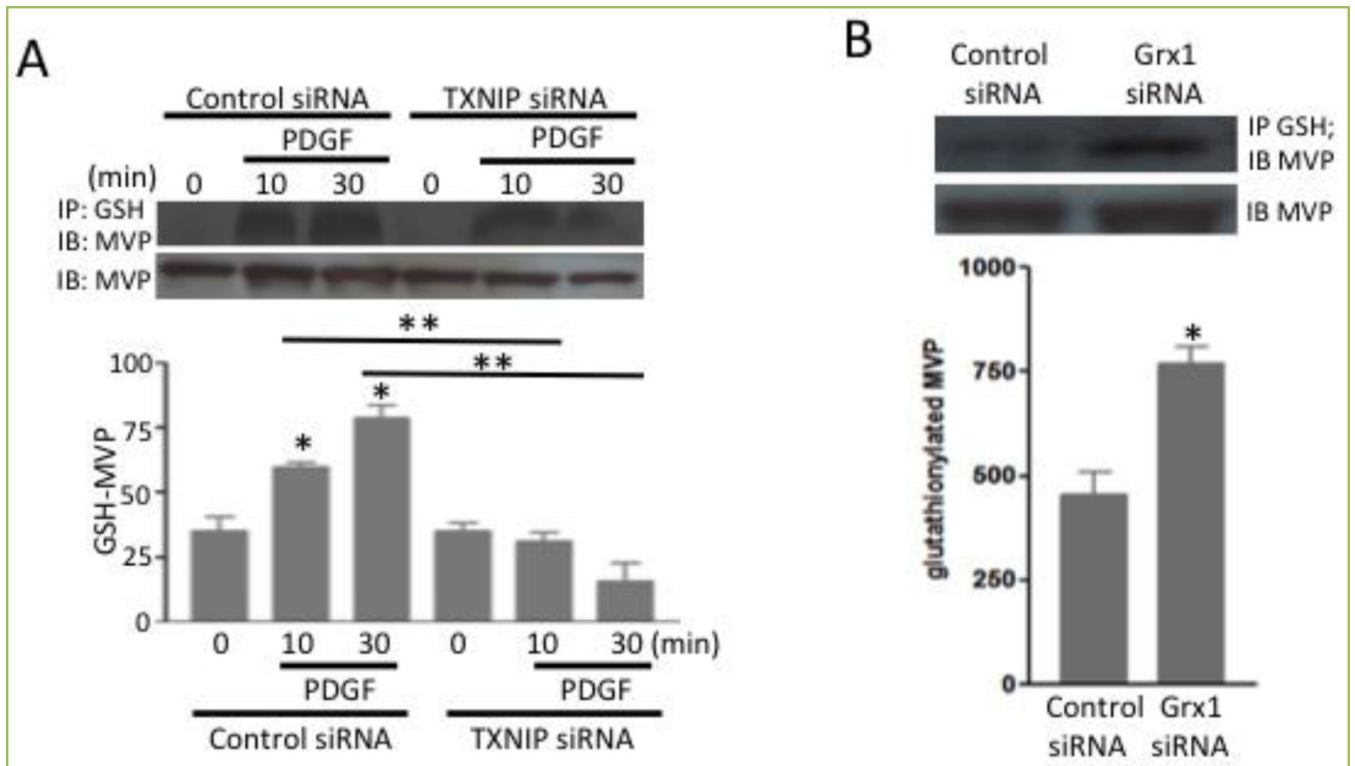 A
Control siRNA TXNIP siRNA
PDGF PDGF
(min) 0 10 30 0 10 30
IP: GSH
IB: MVP
IB: MVP
**
**
100
75
50
25
0
GSH-MVP
*
*
0 10 30 0 10 30 (min)
PDGF PDGF
Control siRNA TXNIP siRNA
B
Control Grx1
siRNA siRNA
IP GSH;
IB MVP
IB MVP
1000
750
500
250
0
glutathionylated MVP
*
Control Grx1
siRNA siRNA